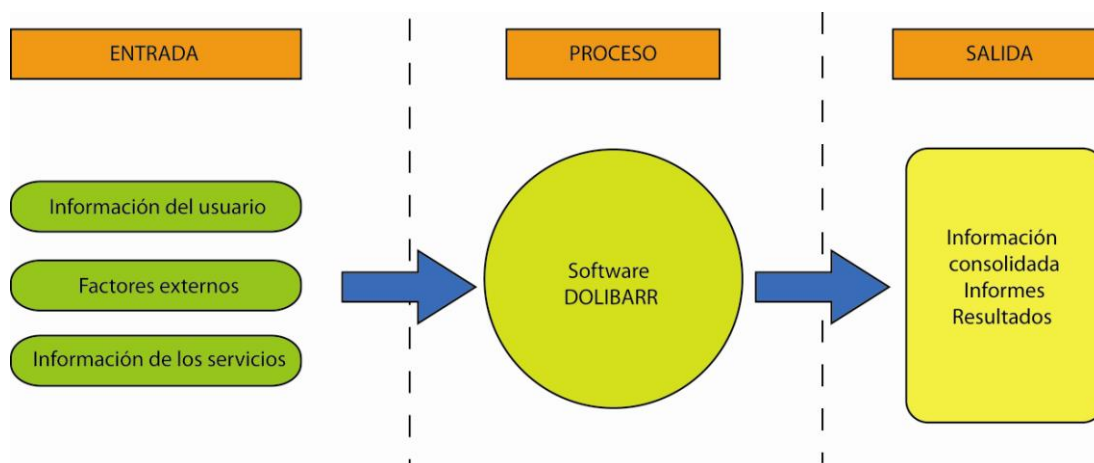 ENTRADA
PROCESO
SALIDA
Información del usuario
Factores externos
Información de los servicios
Software
DOLIBARR
Información
consolidada
Informes
Resultados